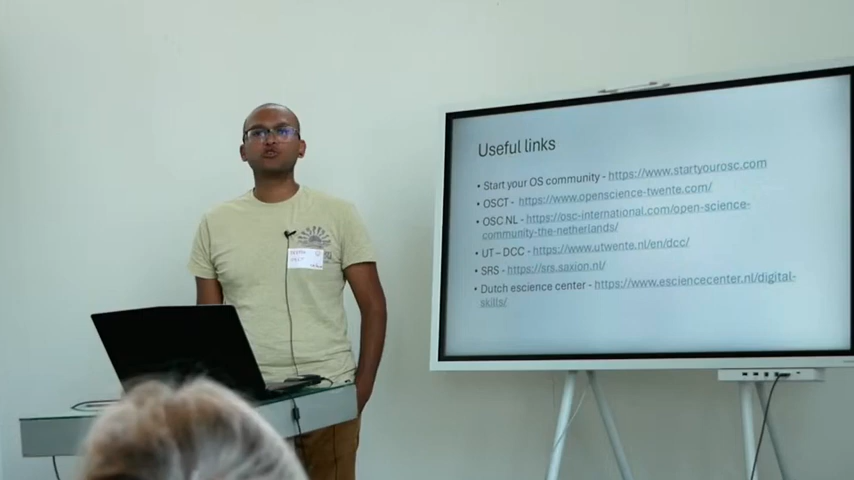 Useful links
• Start your OS community - https://www.startyourosc.com
• OSCT - https://www.openscience-twente.com/
• OSC NL - https://osc-international.com/open-science-
community-the-netherlands/
• UT – DCC - https://www.utwente.nl/en/dcc/
• SRS - https://srs.saxion.nl/
• Dutch escience center - https://www.esciencecenter.nl/digital-
skills/